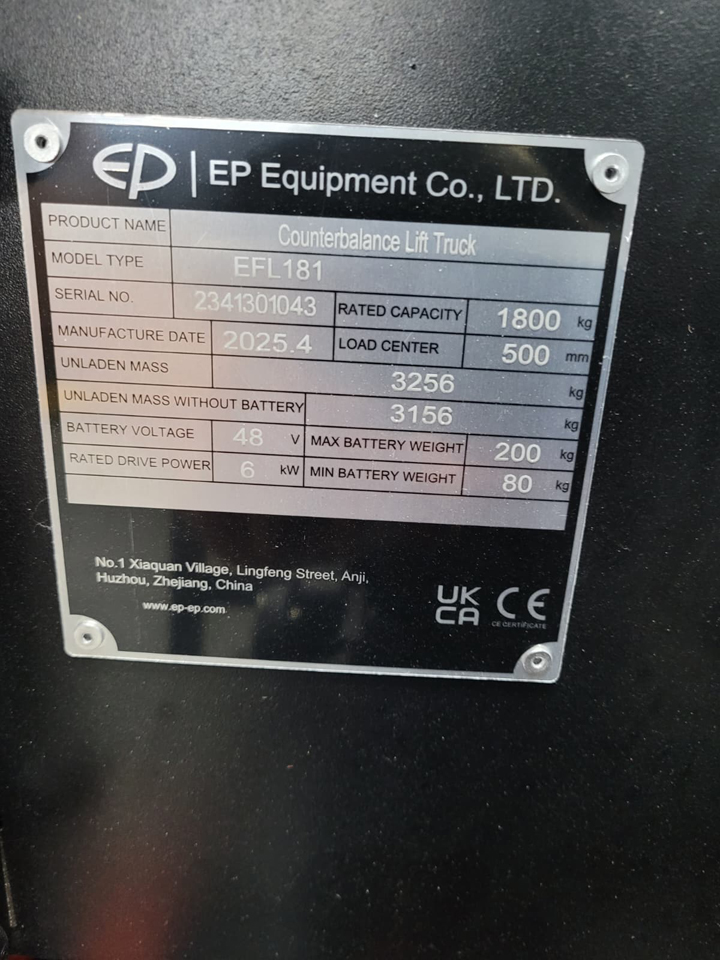 EP | EP Equipment Co., LTD.
PRODUCT NAME Counterbalance Lift Truck
MODEL TYPE EFL181
SERIAL NO. 2341301043 RATED CAPACITY 1800 kg
MANUFACTURE DATE 2025.4 LOAD CENTER 500 mm
UNLADEN MASS 3256 kg
UNLADEN MASS WITHOUT BATTERY 3156 kg
BATTERY VOLTAGE 48 V MAX BATTERY WEIGHT 200 kg
RATED DRIVE POWER 6 kW MIN BATTERY WEIGHT 80 kg
No.1 Xiaquan Village, Lingfeng Street, Anji,
Huzhou, Zhejiang, China
www.ep-ep.com
UK
CA CE
CE CERTIFICATE